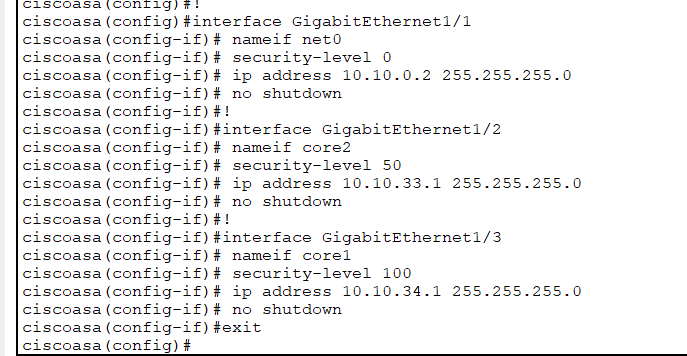 ciscoasa(config)#!
ciscoasa(config)#interface GigabitEthernet1/1
ciscoasa(config-if)# nameif net0
ciscoasa(config-if)# security-level 0
ciscoasa(config-if)# ip address 10.10.0.2 255.255.255.0
ciscoasa(config-if)# no shutdown
ciscoasa(config-if)#!
ciscoasa(config-if)#interface GigabitEthernet1/2
ciscoasa(config-if)# nameif core2
ciscoasa(config-if)# security-level 50
ciscoasa(config-if)# ip address 10.10.33.1 255.255.255.0
ciscoasa(config-if)# no shutdown
ciscoasa(config-if)#!
ciscoasa(config-if)#interface GigabitEthernet1/3
ciscoasa(config-if)# nameif core1
ciscoasa(config-if)# security-level 100
ciscoasa(config-if)# ip address 10.10.34.1 255.255.255.0
ciscoasa(config-if)# no shutdown
ciscoasa(config-if)#exit
ciscoasa(config)#